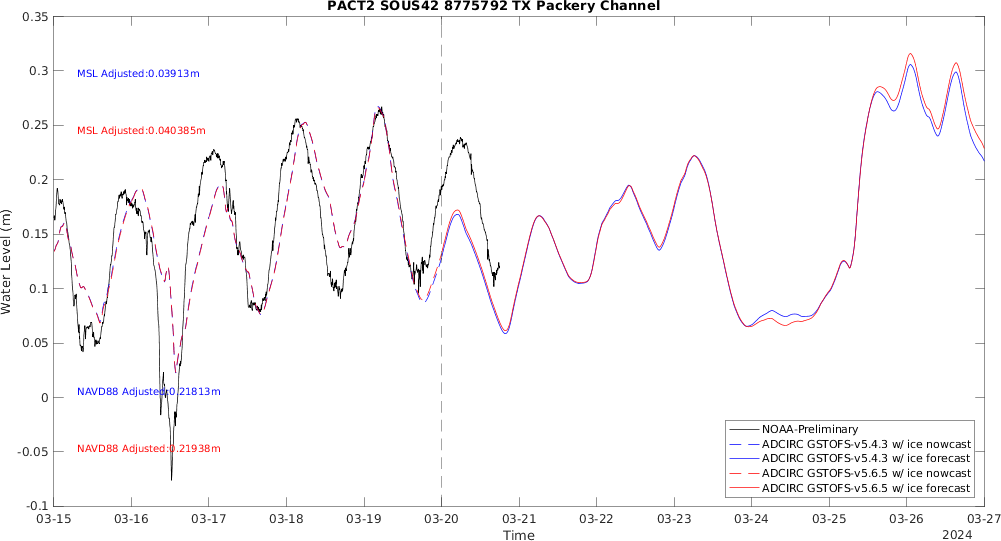 PACT2 SOUS42 8775792 TX Packery Channel
0.35
0.3
0.25
0.2
0.15
0.1
0.05
0
-0.05
-0.1
Water Level (m)
MSL Adjusted:0.03913m
MSL Adjusted:0.040385m
NAVD88 Adjusted:0.21813m
NAVD88 Adjusted:0.21938m
NOAA-Preliminary
ADCIRC GSTOFS-v5.4.3 w/ ice nowcast
ADCIRC GSTOFS-v5.4.3 w/ ice forecast
ADCIRC GSTOFS-v5.6.5 w/ ice nowcast
ADCIRC GSTOFS-v5.6.5 w/ ice forecast
03-15 03-16 03-17 03-18 03-19 03-20 03-21 03-22 03-23 03-24 03-25 03-26 03-27
Time
2024